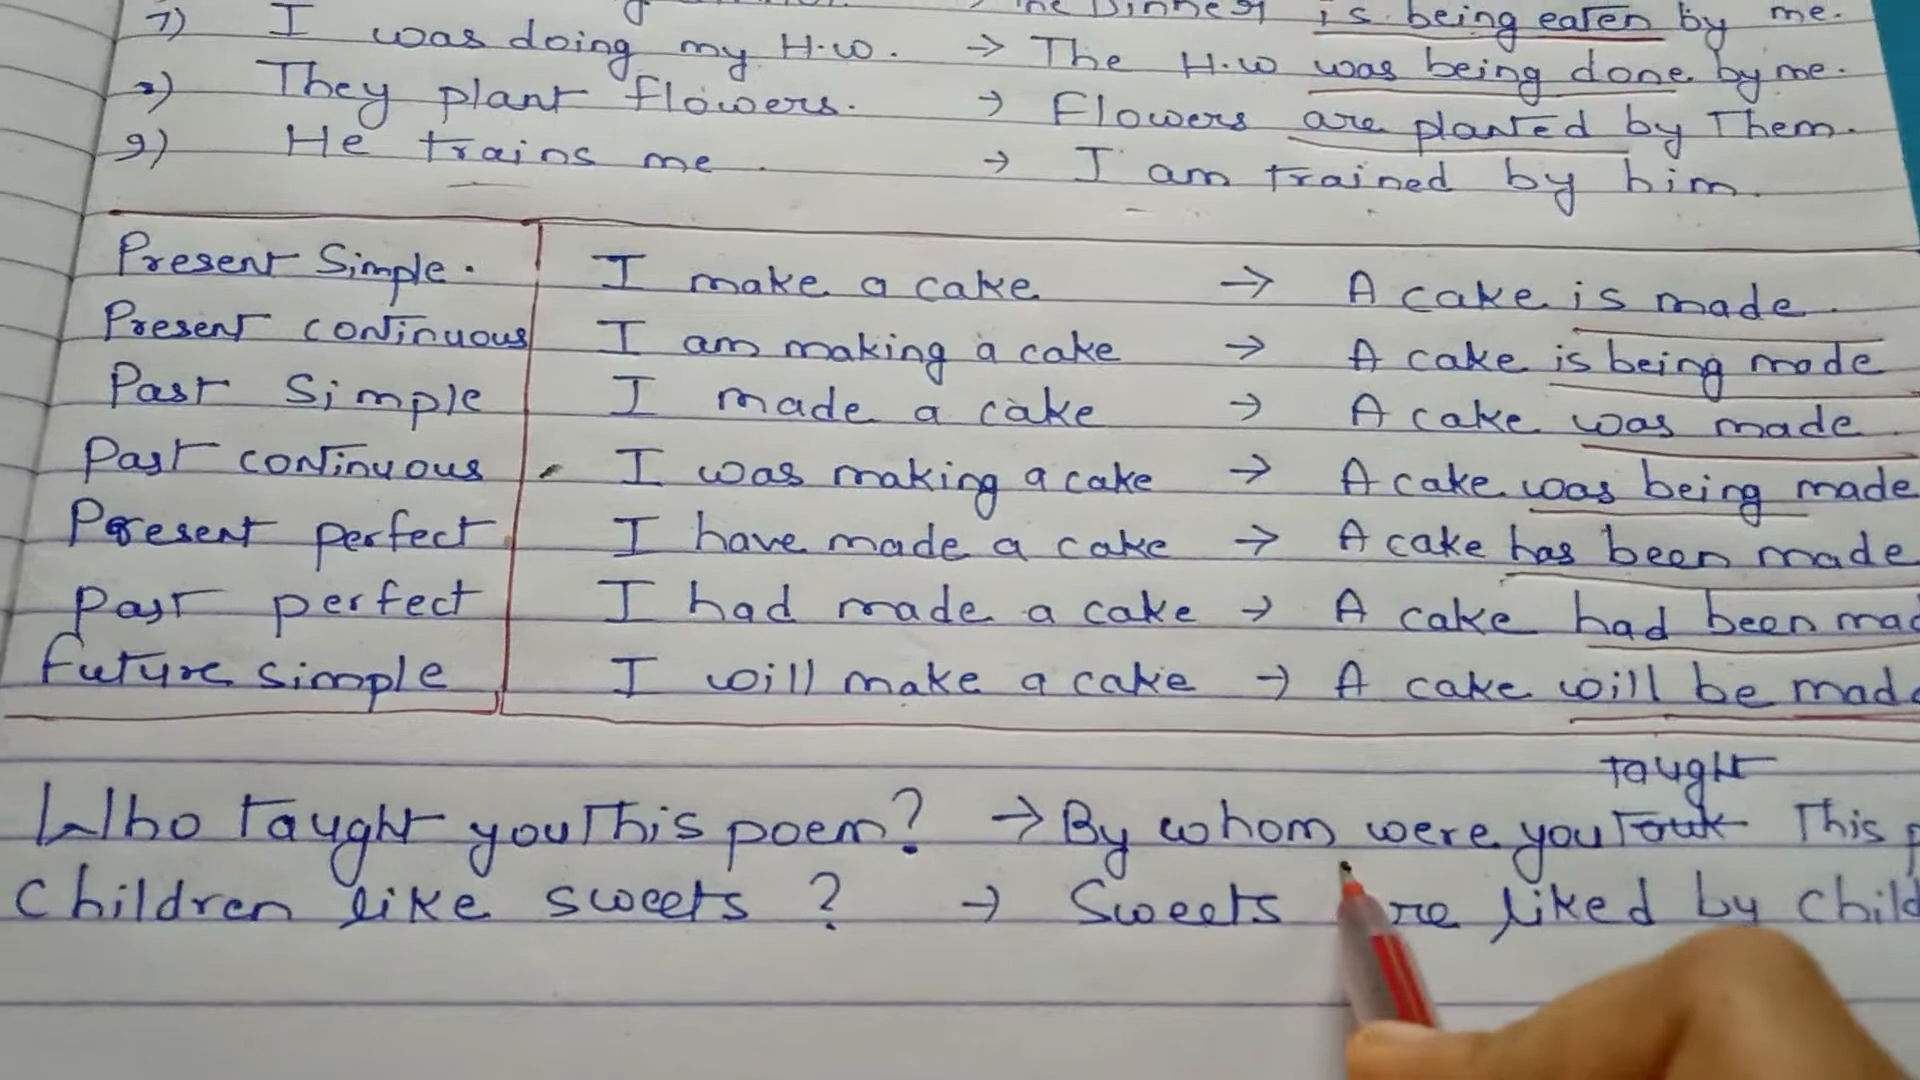 The Dinner is being eaten by me.
7) I was doing my H.W. → The H.W was being done by me.
8) They plant flowers. → Flowers are planted by Them.
9) He trains me → I am trained by him.
Present Simple. I make a cake → A cake is made.
Present continuous I am making a cake → A cake is being made
Past Simple I made a cake → A cake was made.
Past continuous I was making a cake → A cake was being made
Present perfect I have made a cake → A cake has been made
Past perfect I had made a cake → A cake had been mad
Future simple I will make a cake → A cake will be made
taught
Who taught you This poem? → By whom were you This p
Children like sweets ? → Sweets are liked by child